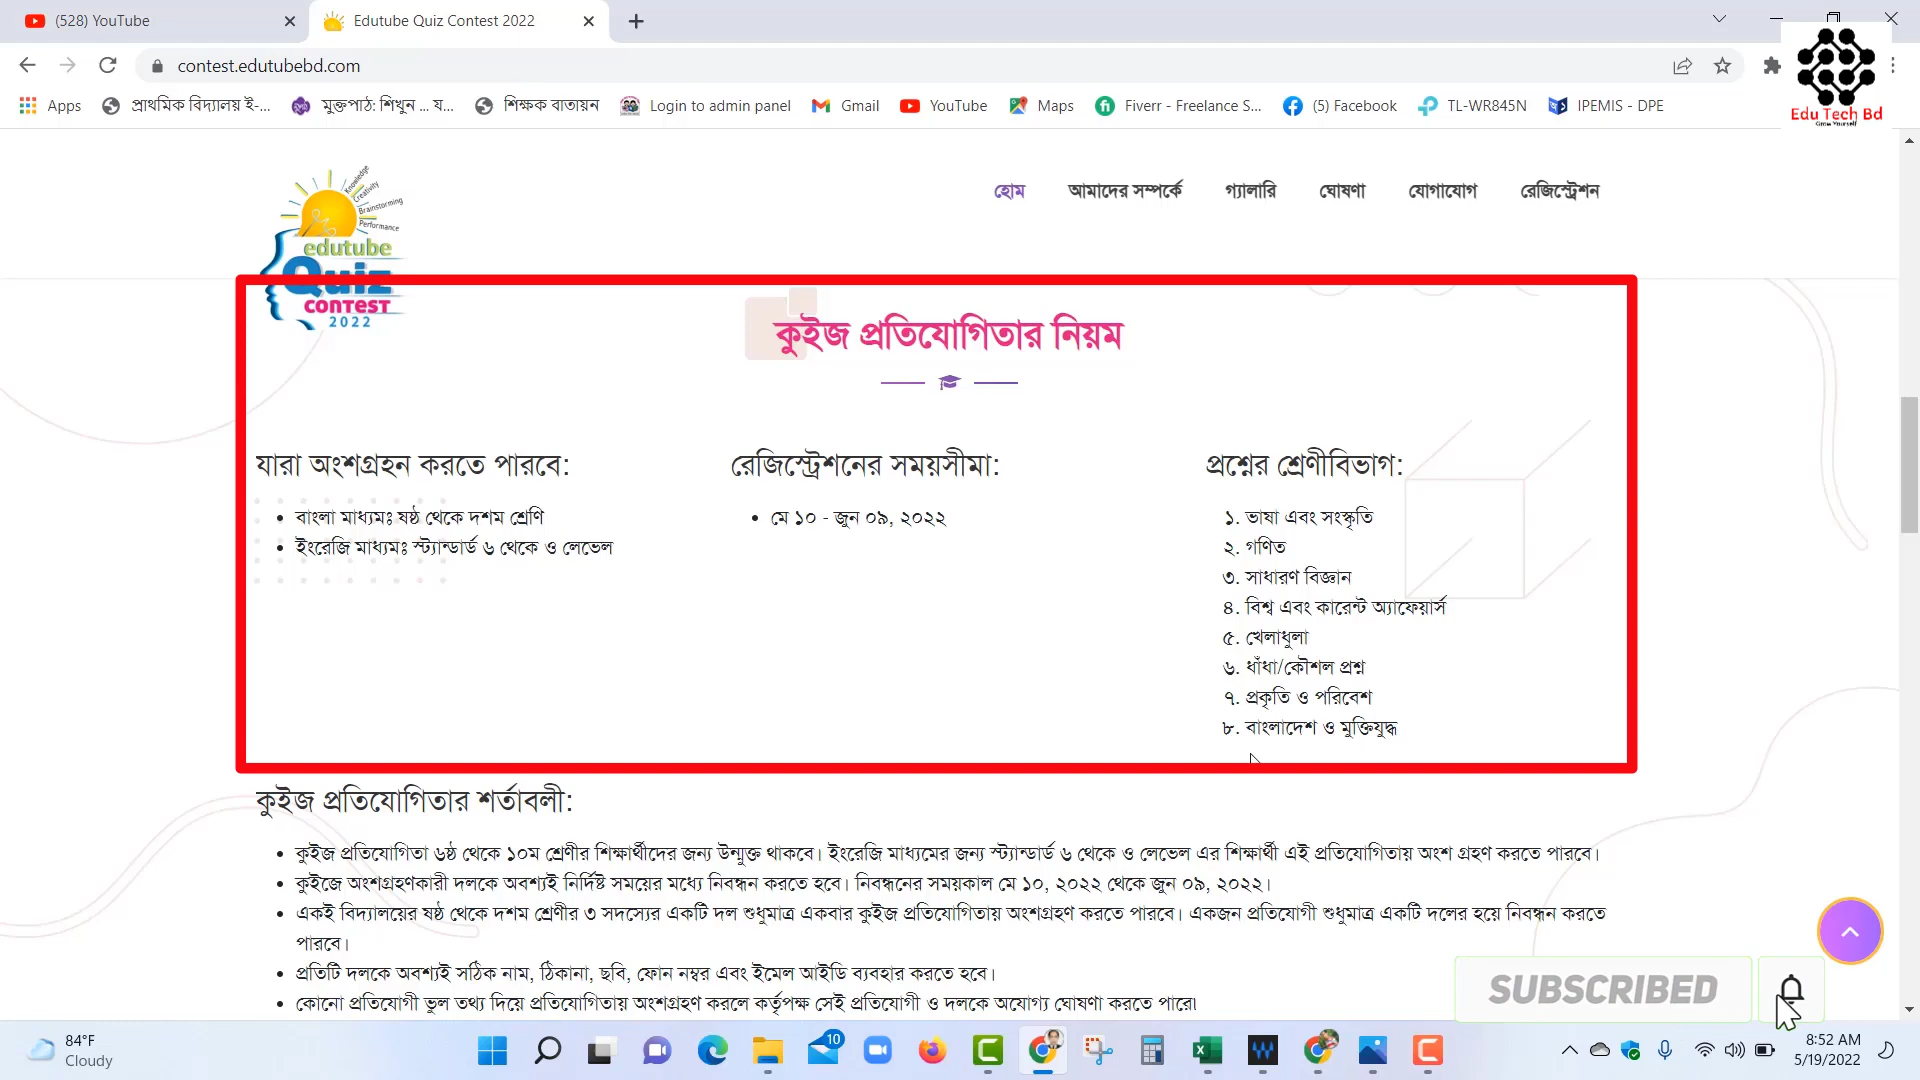 (528) YouTube
Edutube Quiz Contest 2022
contest.edutubebd.com
Apps
প্রাথমিক বিদ্যালয় ই-...
মুক্তপাঠ: শিখুন ... য...
শিক্ষক বাতায়ন
Login to admin panel
Gmail
YouTube
Maps
Fiverr - Freelance S...
(5) Facebook
TL-WR845N
IPEMIS - DPE
Edu Tech Bd
Grow Yourself
Knowledge
Creativity
Brainstorming
Performance
edutube
Quiz
CONTEST
2022
হোম
আমাদের সম্পর্কে
গ্যালারি
ঘোষণা
যোগাযোগ
রেজিস্ট্রেশন
কুইজ প্রতিযোগিতার নিয়ম
যারা অংশগ্রহন করতে পারবে:
• বাংলা মাধ্যমঃ ষষ্ঠ থেকে দশম শ্রেণি
• ইংরেজি মাধ্যমঃ স্ট্যান্ডার্ড ৬ থেকে ও লেভেল
রেজিস্ট্রেশনের সময়সীমা:
• মে ১০ - জুন ০৯, ২০২২
প্রশ্নের শ্রেণীবিভাগ:
১. ভাষা এবং সংস্কৃতি
২. গণিত
৩. সাধারণ বিজ্ঞান
৪. বিশ্ব এবং কারেন্ট অ্যাফেয়ার্স
৫. খেলাধুলা
৬. ধাঁধা/কৌশল প্রশ্ন
৭. প্রকৃতি ও পরিবেশ
৮. বাংলাদেশ ও মুক্তিযুদ্ধ
কুইজ প্রতিযোগিতার শর্তাবলী:
• কুইজ প্রতিযোগিতা ৬ষ্ঠ থেকে ১০ম শ্রেণীর শিক্ষার্থীদের জন্য উন্মুক্ত থাকবে। ইংরেজি মাধ্যমের জন্য স্ট্যান্ডার্ড ৬ থেকে ও লেভেল এর শিক্ষার্থী এই প্রতিযোগিতায় অংশ গ্রহণ করতে পারবে।
• কুইজে অংশগ্রহণকারী দলকে অবশ্যই নির্দিষ্ট সময়ের মধ্যে নিবন্ধন করতে হবে। নিবন্ধনের সময়কাল মে ১০, ২০২২ থেকে জুন ০৯, ২০২২।
• একই বিদ্যালয়ের ষষ্ঠ থেকে দশম শ্রেণীর ৩ সদস্যের একটি দল শুধুমাত্র একবার কুইজ প্রতিযোগিতায় অংশগ্রহণ করতে পারবে। একজন প্রতিযোগী শুধুমাত্র একটি দলের হয়ে নিবন্ধন করতে
পারবে।
• প্রতিটি দলকে অবশ্যই সঠিক নাম, ঠিকানা, ছবি, ফোন নম্বর এবং ইমেল আইডি ব্যবহার করতে হবে।
• কোনো প্রতিযোগী ভুল তথ্য দিয়ে প্রতিযোগিতায় অংশগ্রহণ করলে কর্তৃপক্ষ সেই প্রতিযোগী ও দলকে অযোগ্য ঘোষণা করতে পারে৷
SUBSCRIBED
84°F
Cloudy
10
8:52 AM
5/19/2022